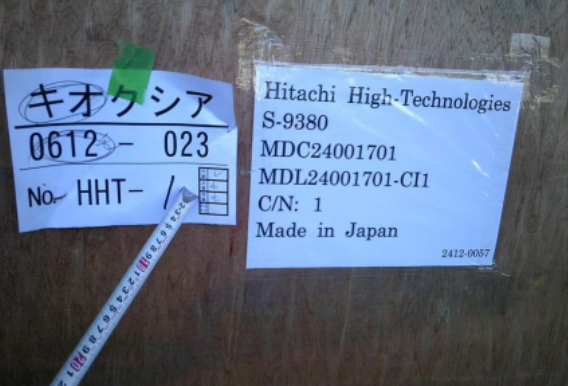 キオクシア
0612 - 023
No. HHT- /
Hitachi High-Technologies
S-9380
MDC24001701
MDL24001701-CI1
C/N: 1
Made in Japan
2412-0057